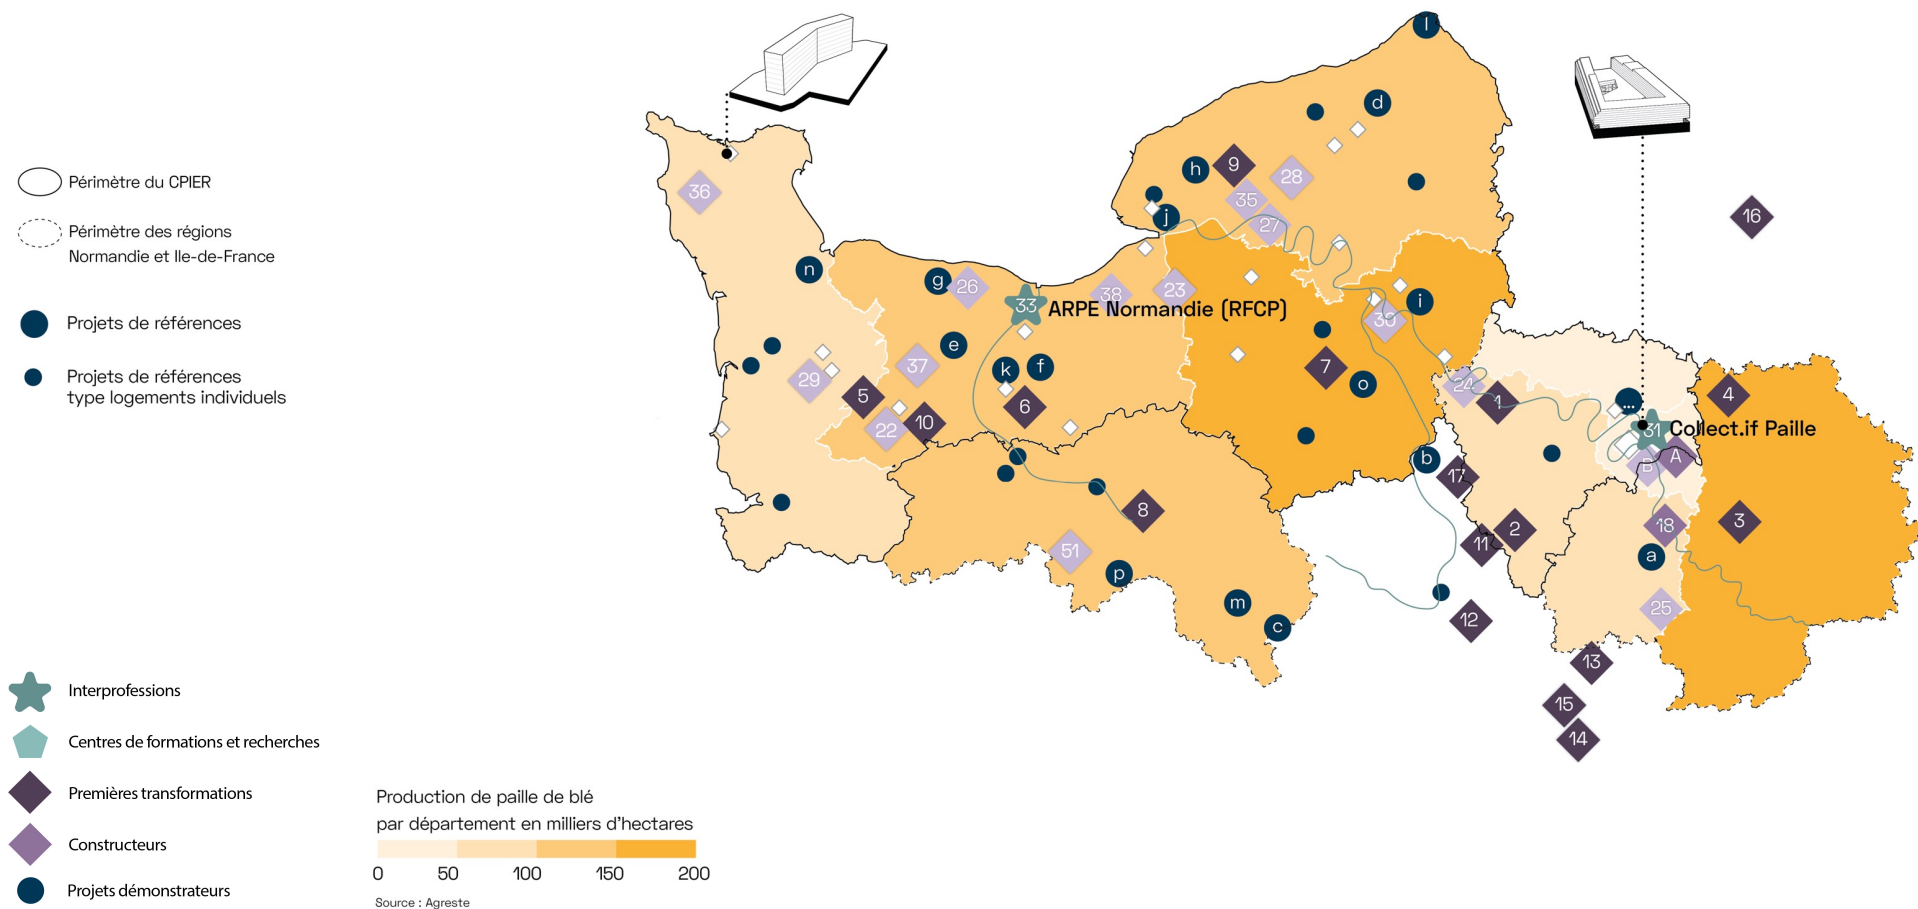 l
d
9
h
28
36
35
16
j
27
n
g
26
38
23
33
ARPE Normandie (RFCP)
i
30
Périmètre du CPIER
Périmètre des régions
Normandie et Ile-de-France
Projets de références
Projets de références
type logements individuels
e
37
k
f
7
o
29
5
24
1
4
6
...
22
10
31
Collect.if Paille
b
B
A
17
8
18
3
2
11
51
a
p
m
25
12
c
13
15
14
Interprofessions
Centres de formations et recherches
Premières transformations
Constructeurs
Projets démonstrateurs
Production de paille de blé
par département en milliers d'hectares
0 50 100 150 200
Source : Agreste